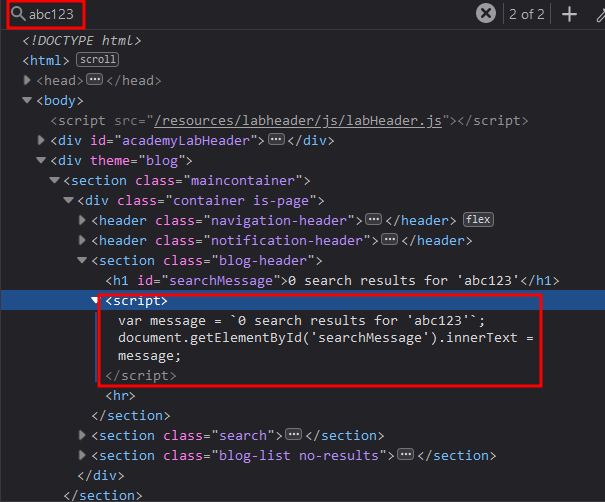 abc123 2 of 2
<!DOCTYPE html>
<html> scroll
<head> ··· </head>
<body>
<script src="/resources/labheader/js/labHeader.js"></script>
<div id="academyLabHeader"> ··· </div>
<div theme="blog">
<section class="maincontainer">
<div class="container is-page">
<header class="navigation-header"> ··· </header> flex
<header class="notification-header"> ··· </header>
<section class="blog-header">
<h1 id="searchMessage">0 search results for 'abc123'</h1>
<script>
var message = `0 search results for 'abc123'`;
document.getElementById('searchMessage').innerText =
message;
</script>
<hr>
</section>
<section class="search"> ··· </section>
<section class="blog-list no-results"> ··· </section>
</div>
</section>